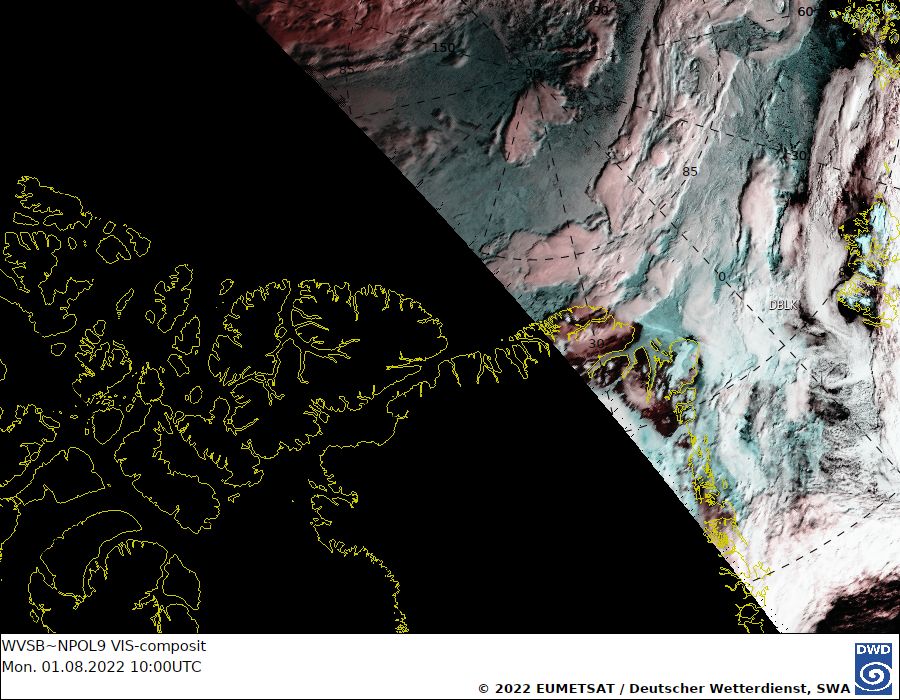 60
150
85
30
85
0
DBLK
30
WVSB~NPOL9 VIS-composit
Mon. 01.08.2022 10:00UTC
DWD
© 2022 EUMETSAT / Deutscher Wetterdienst, SWA